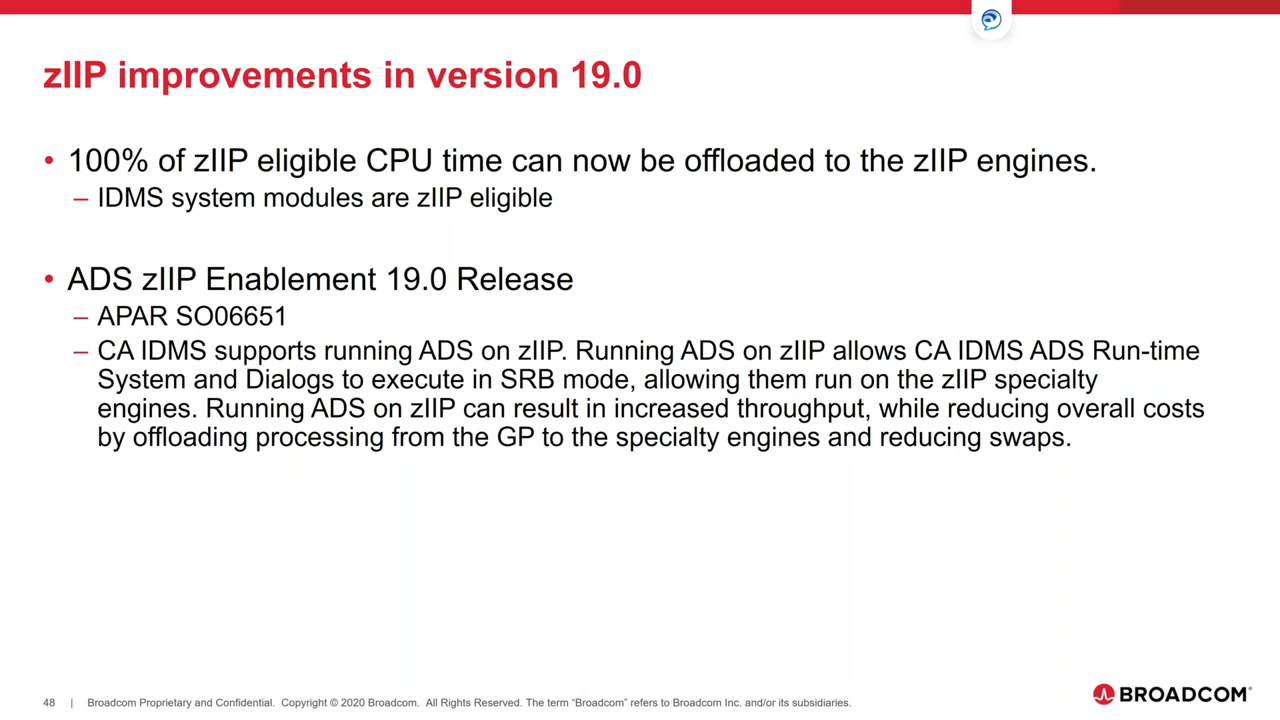 zIIP improvements in version 19.0
• 100% of zIIP eligible CPU time can now be offloaded to the zIIP engines.
– IDMS system modules are zIIP eligible
• ADS zIIP Enablement 19.0 Release
– APAR SO06651
– CA IDMS supports running ADS on zIIP. Running ADS on zIIP allows CA IDMS ADS Run-time
System and Dialogs to execute in SRB mode, allowing them run on the zIIP specialty
engines. Running ADS on zIIP can result in increased throughput, while reducing overall costs
by offloading processing from the GP to the specialty engines and reducing swaps.
48 | Broadcom Proprietary and Confidential. Copyright © 2020 Broadcom. All Rights Reserved. The term “Broadcom” refers to Broadcom Inc. and/or its subsidiaries.
BROADCOM®